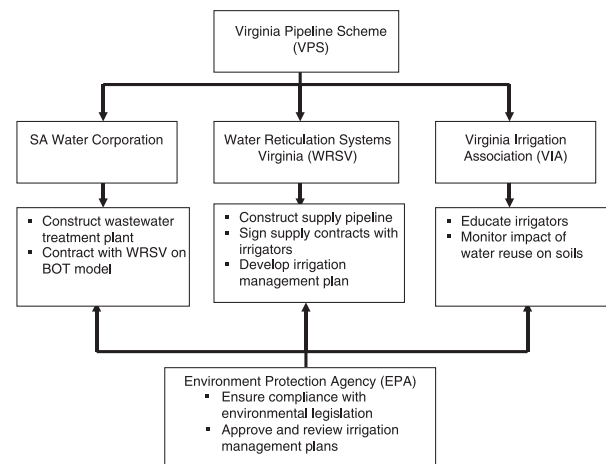 Virginia Pipeline Scheme
(VPS)
SA Water Corporation
Water Reticulation Systems
Virginia (WRSV)
Virginia Irrigation
Association (VIA)
▪ Construct wastewater
treatment plant
▪ Contract with WRSV on
BOT model
▪ Construct supply pipeline
▪ Sign supply contracts with
irrigators
▪ Develop irrigation
management plan
▪ Educate irrigators
▪ Monitor impact of
water reuse on soils
Environment Protection Agency (EPA)
▪ Ensure compliance with
environmental legislation
▪ Approve and review irrigation
management plans